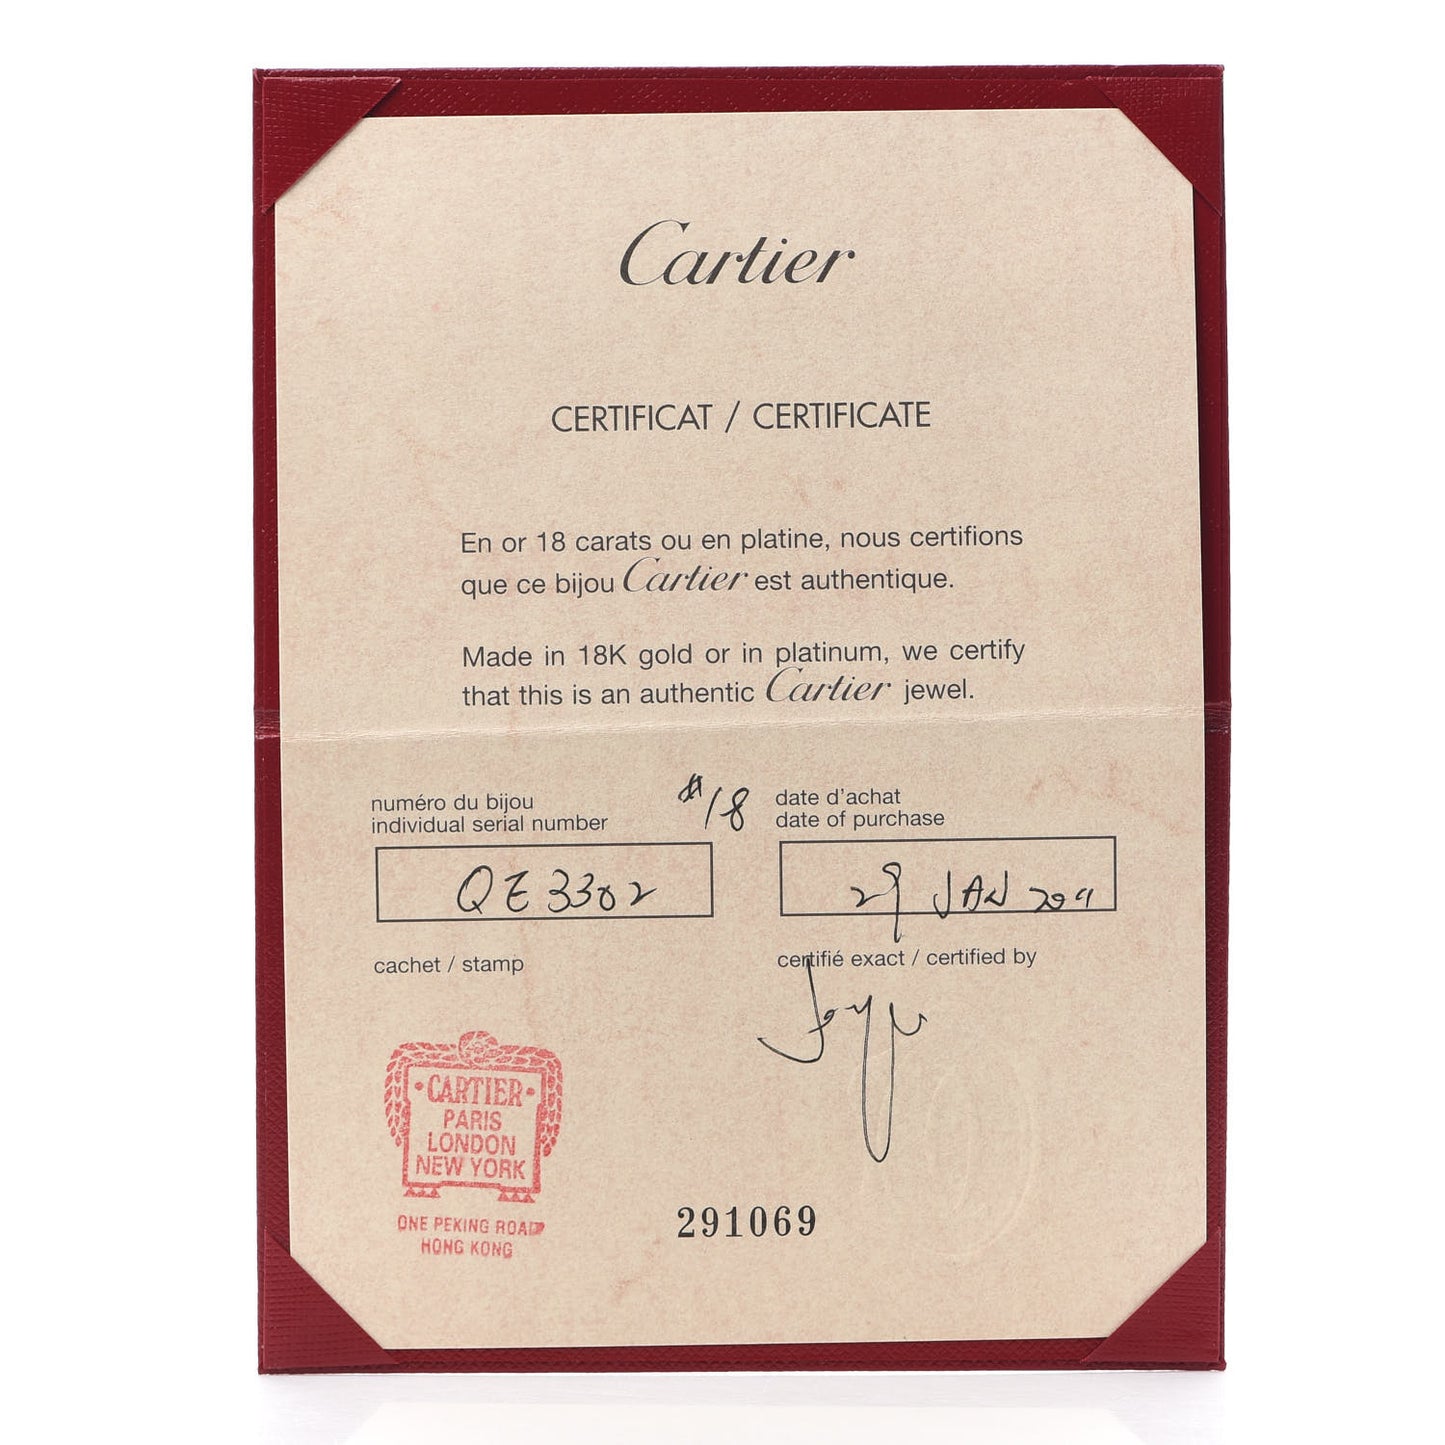 Cartier
CERTIFICAT / CERTIFICATE
En or 18 carats ou en platine, nous certifions
que ce bijou Cartier est authentique.
Made in 18K gold or in platinum, we certify
that this is an authentic Cartier jewel.
numéro du bijou
individual serial number
#18
QE3302
date d'achat
date of purchase
29 JAN 2011
cachet / stamp
certifié exact / certified by
CARTIER
PARIS
LONDON
NEW YORK
ONE PEKING ROAD
HONG KONG
291069